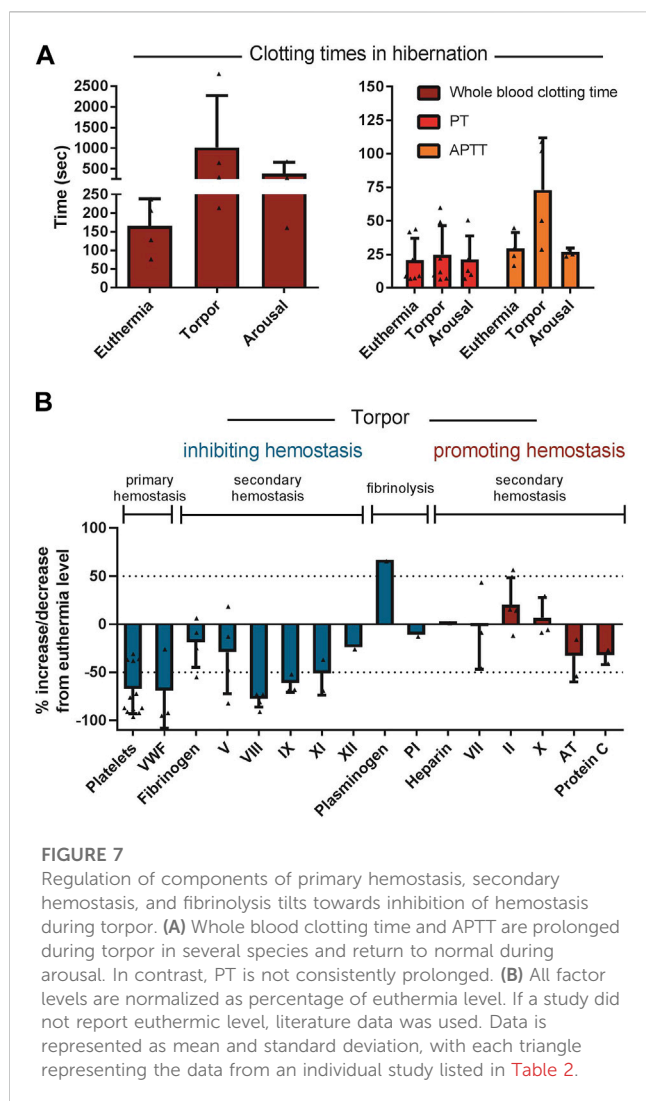 A
Clotting times in hibernation
Time (sec)
2500
2000
1500
1000
500
250
200
150
100
50
0
Euthermia
Torpor
Arousal
150
125
100
75
50
25
0
Whole blood clotting time
PT
APTT
Euthermia
Torpor
Arousal
Euthermia
Torpor
Arousal
B
Torpor
inhibiting hemostasis
promoting hemostasis
primary
hemostasis
secondary
hemostasis
fibrinolysis
secondary
hemostasis
% increase/decrease
from euthermia level
100
50
0
-50
-100
Platelets
VWF
Fibrinogen
V
VIII
IX
XI
XII
Plasminogen
PI
Heparin
VII
II
X
AT
Protein C
FIGURE 7
Regulation of components of primary hemostasis, secondary
hemostasis, and fibrinolysis tilts towards inhibition of hemostasis
during torpor. (A) Whole blood clotting time and APTT are prolonged
during torpor in several species and return to normal during
arousal. In contrast, PT is not consistently prolonged. (B) All factor
levels are normalized as percentage of euthermia level. If a study did
not report euthermic level, literature data was used. Data is
represented as mean and standard deviation, with each triangle
representing the data from an individual study listed in Table 2.